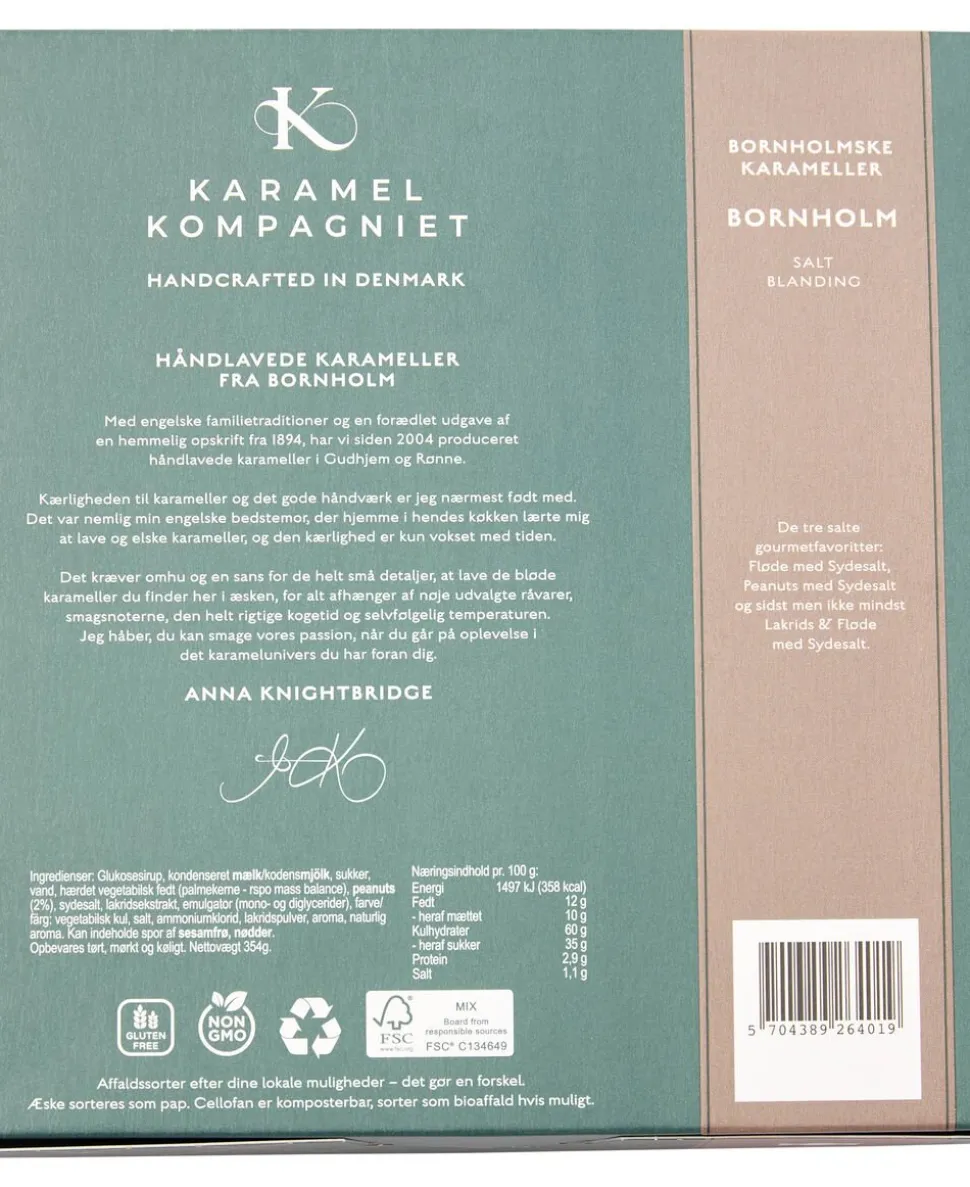 K
KARAMEL
KOMPAGNIET
HANDCRAFTED IN DENMARK
HÅNDLAVEDE KARAMELLER
FRA BORNHOLM
Med engelske familietraditioner og en forædlet udgave af
en hemmelig opskrift fra 1894, har vi siden 2004 produceret
håndlavede karameller i Gudhjem og Rønne.
Kærligheden til karameller og det gode håndværk er jeg nærmest født med.
Det var nemlig min engelske bedstemor, der hjemme i hendes køkken lærte mig
at lave og elske karameller, og den kærlighed er kun vokset med tiden.
Det kræver omhu og en sans for de helt små detaljer, at lave de bløde
karameller du finder her i æsken, for alt afhænger af nøje udvalgte råvarer,
smagsnoterne, den helt rigtige kogetid og selvfølgelig temperaturen.
Jeg håber, du kan smage vores passion, når du går på oplevelse i
det karamelunivers du har foran dig.
ANNA KNIGHTBRIDGE
Ingredienser: Glukosesirup, kondenseret mælk/kodensmjölk, sukker,
vand, hærdet vegetabilsk fedt (palmekerne - rspo mass balance), peanuts
(2%), sydesalt, lakridsekstrakt, emulgator (mono- og diglycerider), farve/
färg: vegetabilsk kul, salt, ammoniumklorid, lakridspulver, aroma, naturlig
aroma. Kan indeholde spor af sesamfrø, nødder.
Opbevares tørt, mørkt og køligt. Nettovægt 354g.
Næringsindhold pr. 100 g:
Energi 1497 kJ (358 kcal)
Fedt 12 g
- heraf mættet 10 g
Kulhydrater 60 g
- heraf sukker 35 g
Protein 2,9 g
Salt 1,1 g
GLUTEN
FREE
NON
GMO
FSC®
www.fsc.org
MIX
Board from
responsible sources
FSC® C134649
Affaldssorter efter dine lokale muligheder – det gør en forskel.
Æske sorteres som pap. Cellofan er komposterbar, sorter som bioaffald hvis muligt.
BORNHOLMSKE
KARAMELLER
BORNHOLM
SALT
BLANDING
De tre salte
gourmetfavoritter:
Fløde med Sydesalt,
Peanuts med Sydesalt
og sidst men ikke mindst
Lakrids & Fløde
med Sydesalt.
5 704389 264019